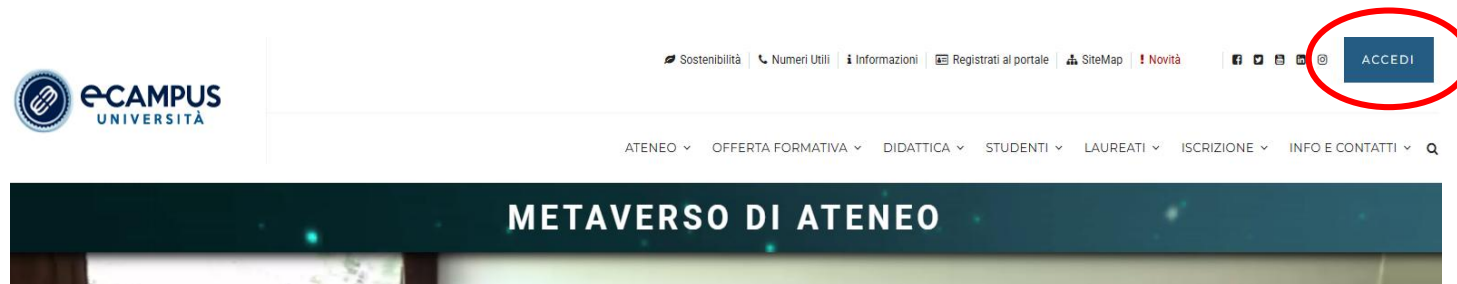 Sostenibilità Numeri Utili Informazioni Registrati al portale SiteMap Novità ACCEDI
eCAMPUS
UNIVERSITÀ
ATENEO OFFERTA FORMATIVA DIDATTICA STUDENTI LAUREATI ISCRIZIONE INFO E CONTATTI
METAVERSO DI ATENEO